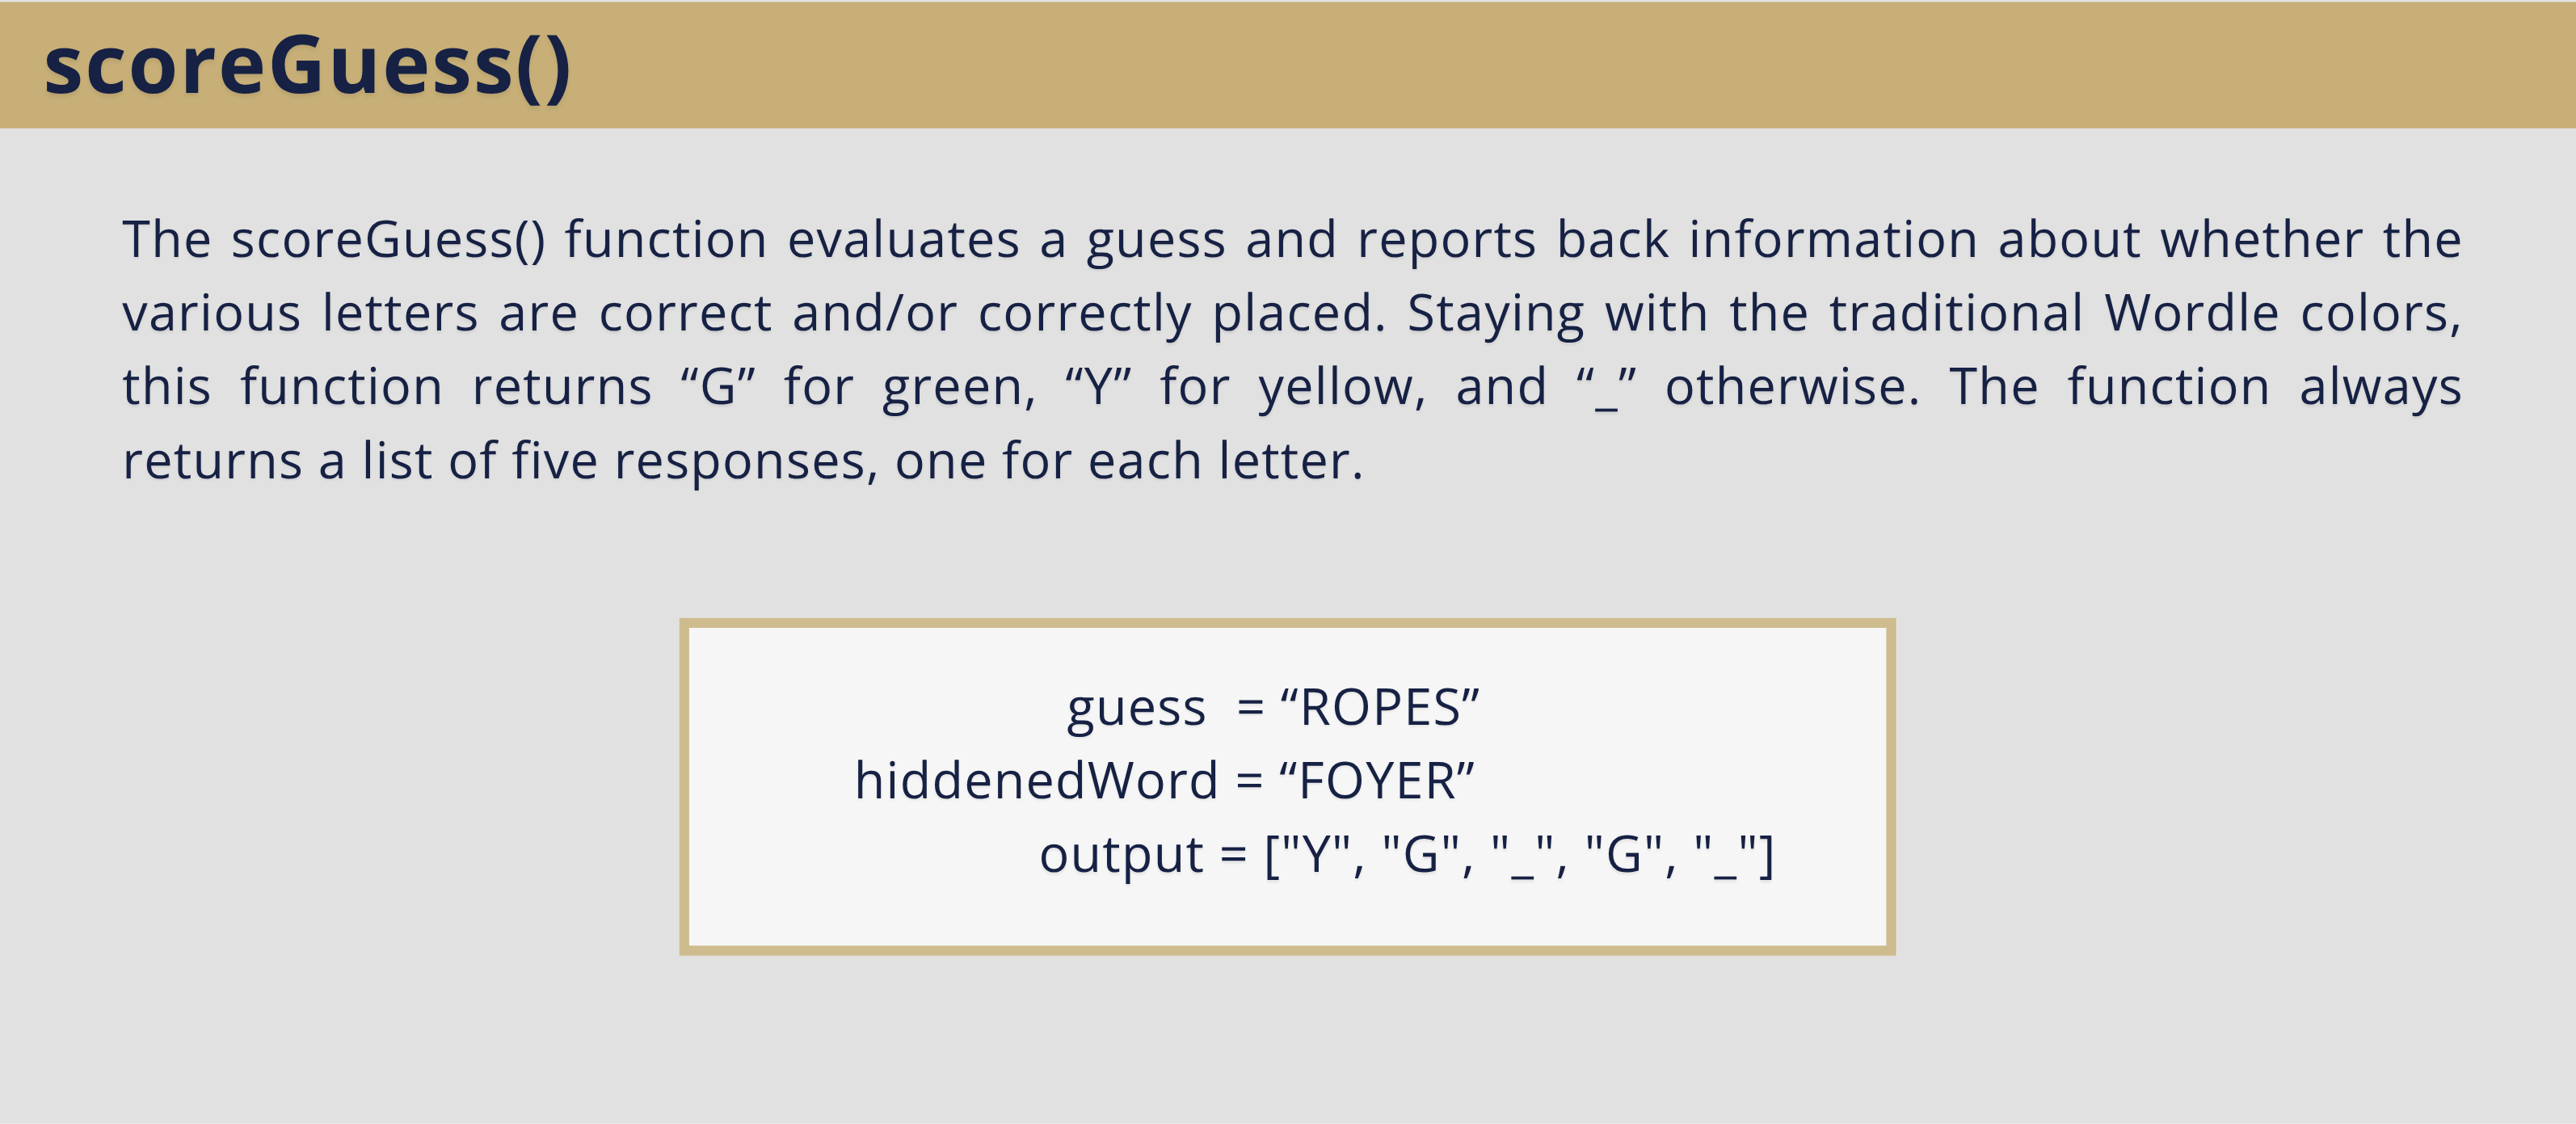 scoreGuess()
The scoreGuess() function evaluates a guess and reports back information about whether the
various letters are correct and/or correctly placed. Staying with the traditional Wordle colors,
this function returns “G” for green, “Y” for yellow, and “_” otherwise. The function always
returns a list of five responses, one for each letter.
guess = “ROPES”
hiddenedWord = “FOYER”
output = ["Y", "G", "_", "G", "_"]